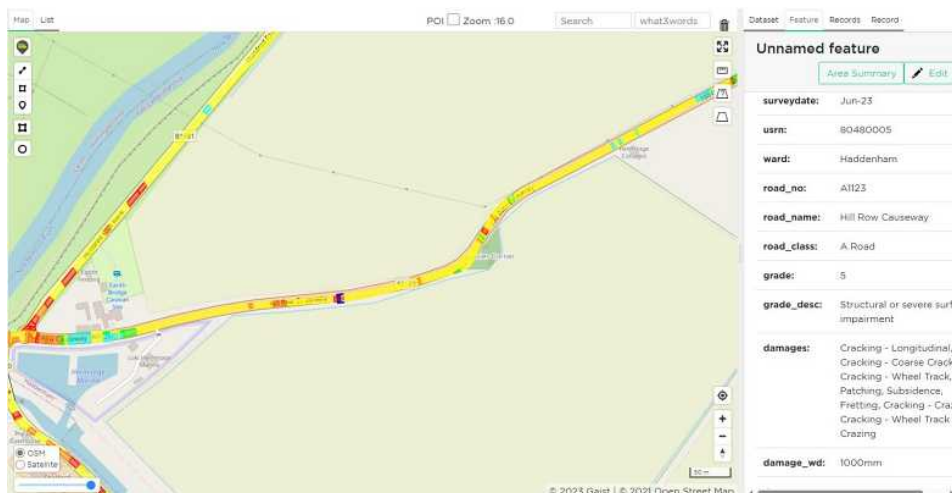 Map List
POI Zoom :16.0 Search what3words
Dataset Feature Records Record
Unnamed feature
Area Summary Edit
surveydate: Jun-23
usrn: 80480005
ward: Haddenham
road_no: A1123
road_name: Hill Row Causeway
road_class: A Road
grade: 5
grade_desc: Structural or severe surf
impairment
damages: Cracking - Longitudinal,
Cracking - Coarse Crack
Cracking - Wheel Track,
Patching, Subsidence,
Fretting, Cracking - Cra
Cracking - Wheel Track
Crazing
damage_wd: 1000mm
OSM
Satellite
50 m
© 2023 Gaist | © 2021 Open Street Map